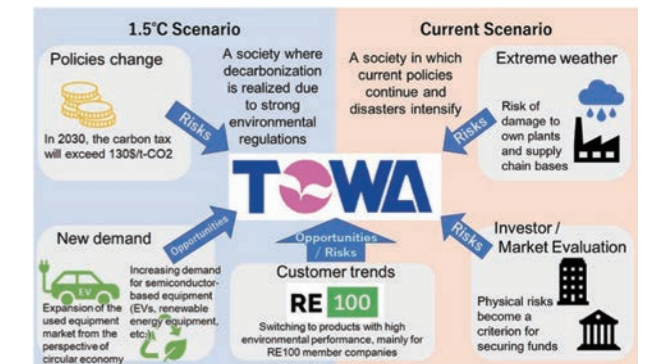 1.5℃ Scenario
Policies change
In 2030, the carbon tax
will exceed 130$/t-CO2
Risks
A society where
decarbonization
is realized due
to strong
environmental
regulations
Current Scenario
A society in which
current policies
continue and
disasters intensify
Extreme weather
Risk of
damage to
own plants
and supply
chain bases
Risks
TOWA
New demand
EV
Expansion of the
used equipment
market from the
perspective of
circular economy
Increasing demand
for semiconductor-
based equipment
(EVs, renewable
energy equipment,
etc.)
Opportunities
Opportunities
/ Risks
Customer trends
RE 100
Switching to products with high
environmental performance, mainly for
RE100 member companies
Risks
Investor /
Market Evaluation
Physical risks
become a
criterion for
securing funds